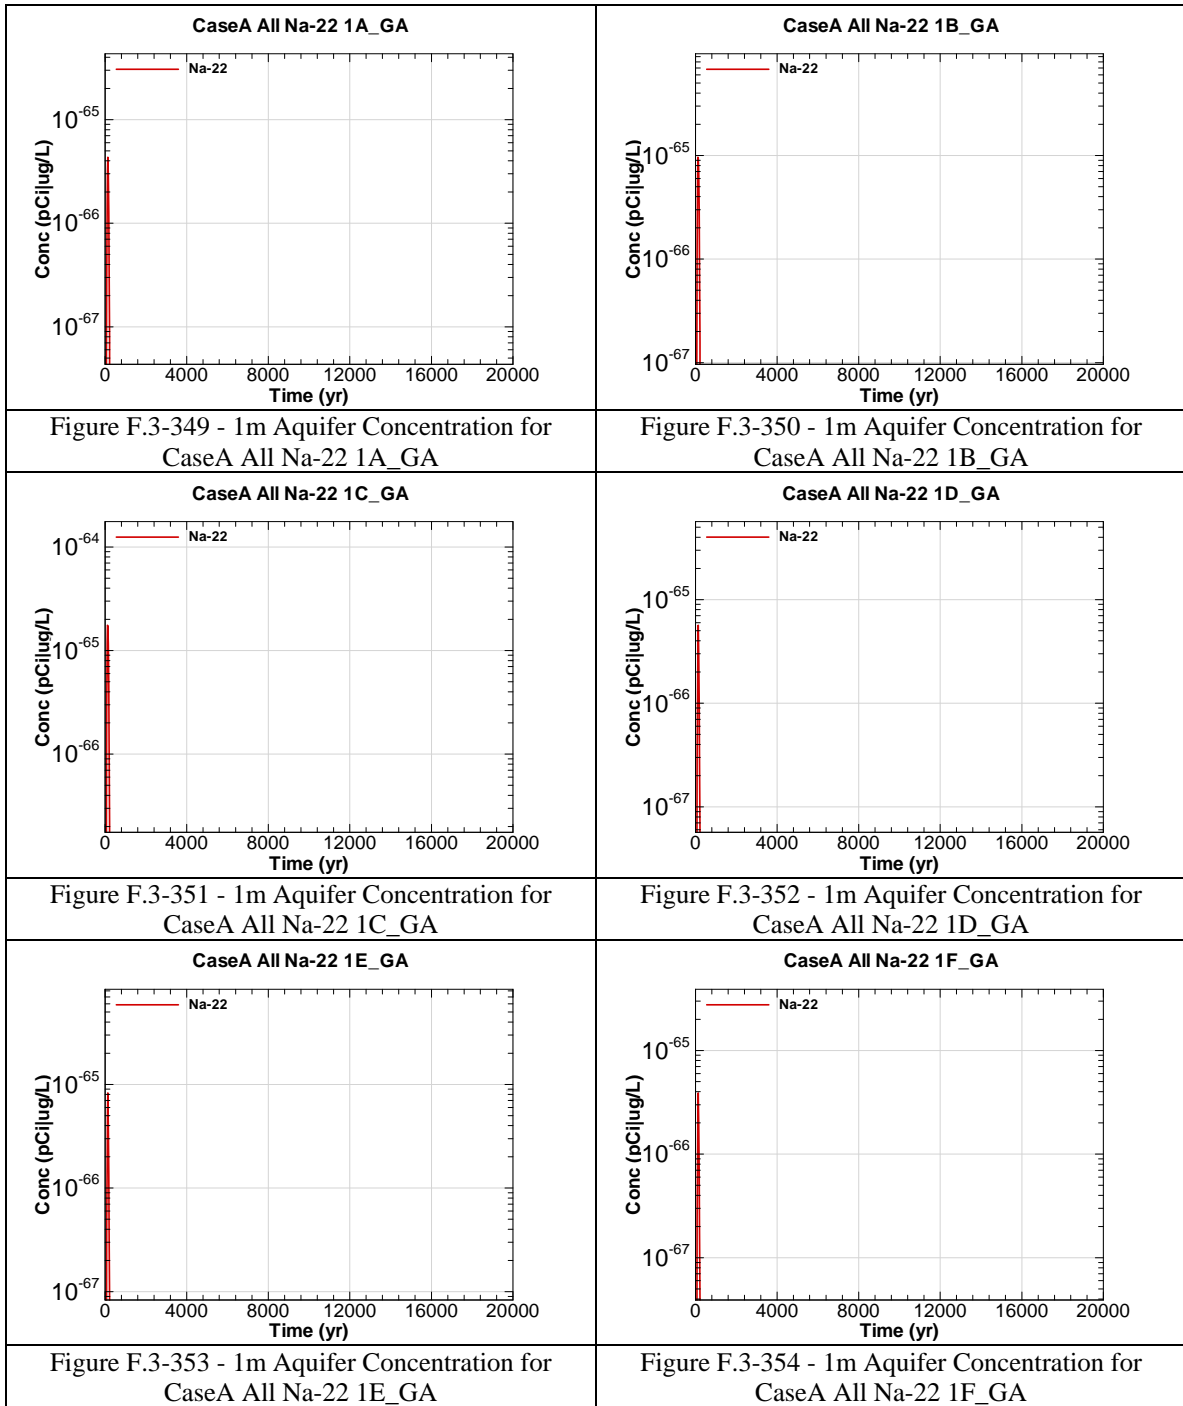 CaseA All Na-22 1A_GA
Na-22
Conc (pCi|ug/L)
10-65
10-66
10-67
0 4000 8000 12000 16000 20000
Time (yr)
Figure F.3-349 - 1m Aquifer Concentration for
CaseA All Na-22 1A_GA
CaseA All Na-22 1B_GA
Na-22
Conc (pCi|ug/L)
10-65
10-66
10-67
0 4000 8000 12000 16000 20000
Time (yr)
Figure F.3-350 - 1m Aquifer Concentration for
CaseA All Na-22 1B_GA
CaseA All Na-22 1C_GA
Na-22
Conc (pCi|ug/L)
10-64
10-65
10-66
0 4000 8000 12000 16000 20000
Time (yr)
Figure F.3-351 - 1m Aquifer Concentration for
CaseA All Na-22 1C_GA
CaseA All Na-22 1D_GA
Na-22
Conc (pCi|ug/L)
10-65
10-66
10-67
0 4000 8000 12000 16000 20000
Time (yr)
Figure F.3-352 - 1m Aquifer Concentration for
CaseA All Na-22 1D_GA
CaseA All Na-22 1E_GA
Na-22
Conc (pCi|ug/L)
10-65
10-66
10-67
0 4000 8000 12000 16000 20000
Time (yr)
Figure F.3-353 - 1m Aquifer Concentration for
CaseA All Na-22 1E_GA
CaseA All Na-22 1F_GA
Na-22
Conc (pCi|ug/L)
10-65
10-66
10-67
0 4000 8000 12000 16000 20000
Time (yr)
Figure F.3-354 - 1m Aquifer Concentration for
CaseA All Na-22 1F_GA